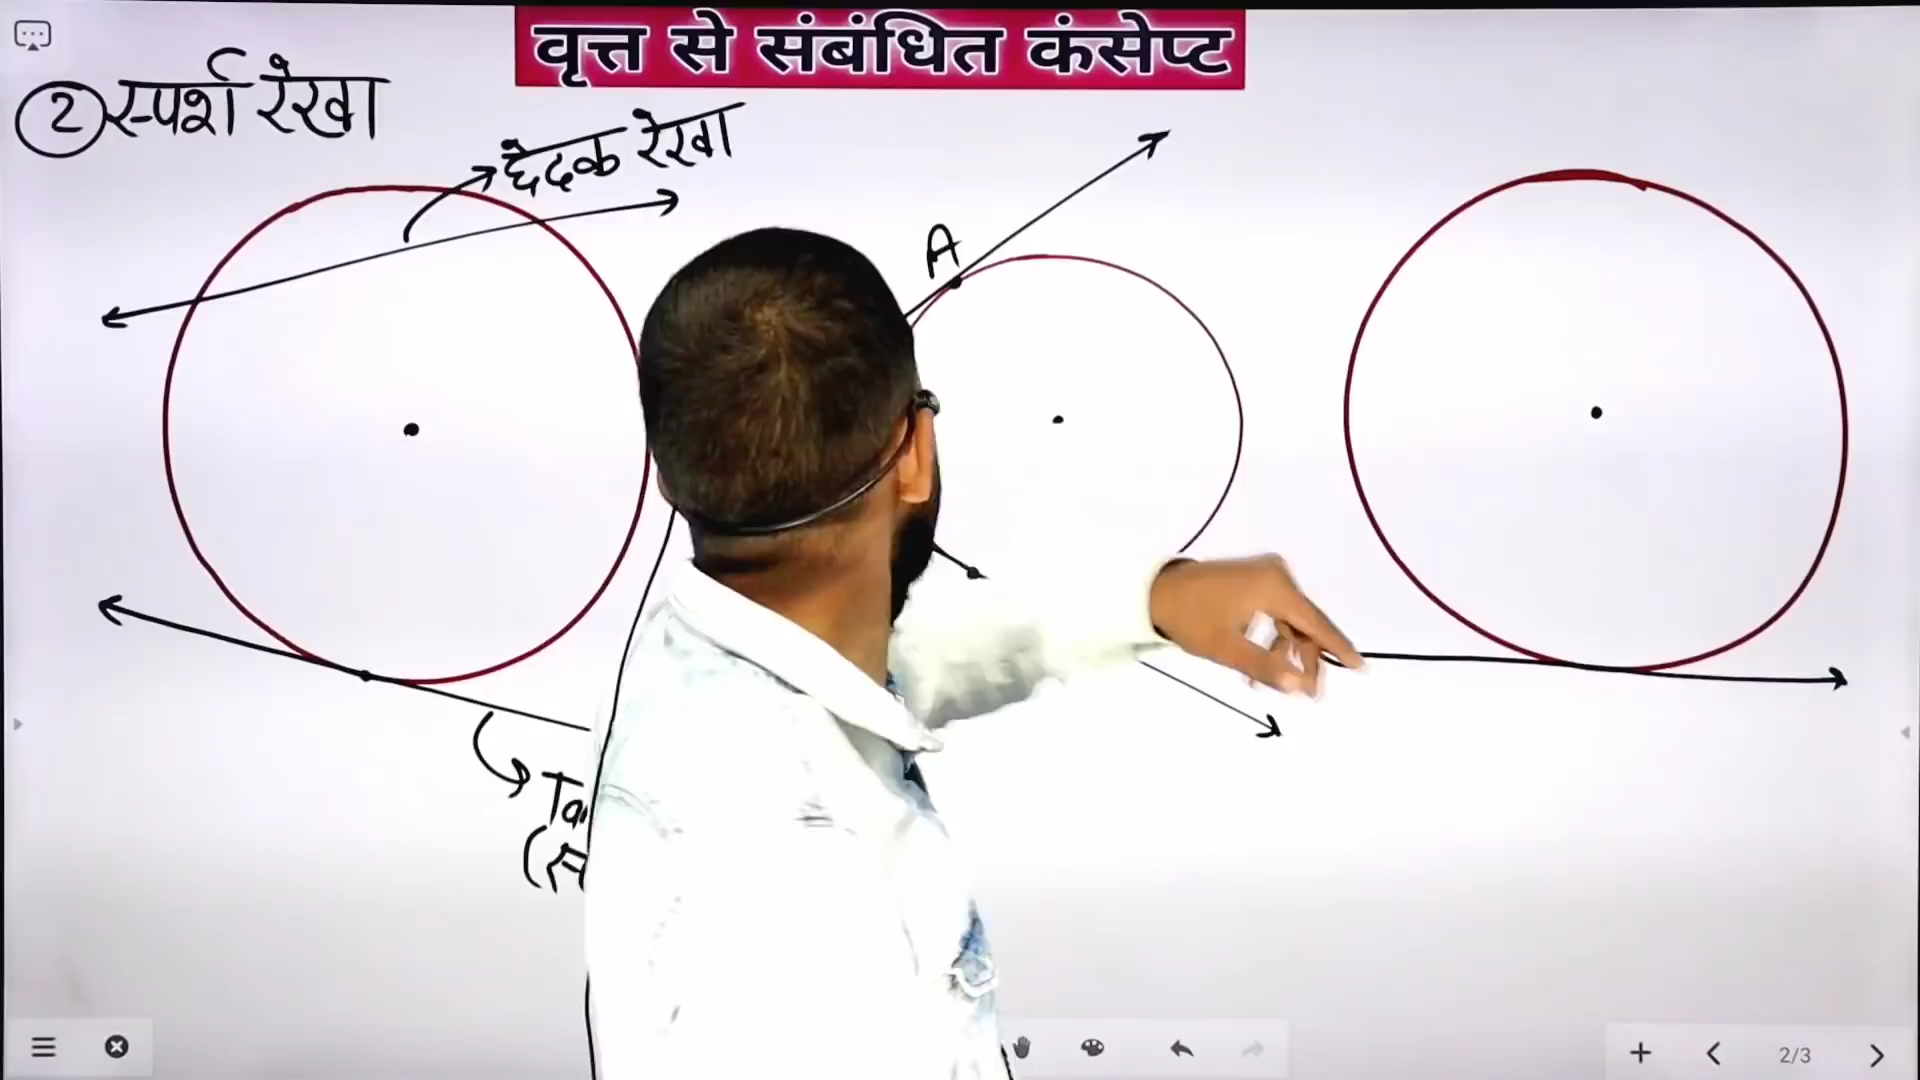 वृत्त से संबंधित कंसेप्ट
② स्पर्श रेखा
छेदक रेखा
A
2/3